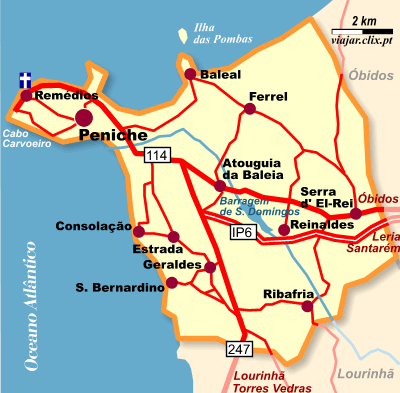 Ilha
das Pombas
2 km
viajar.clix.pt
Óbidos
Baleal
Remédios
Ferrel
Cabo
Carvoeiro
Peniche
114
Atouguia
da Baleia
Serra
d' El-Rei
Óbidos
Barragem
de S. Domingos
Consolação
IP6
Reinaldes
Leria
Santarém
Estrada
Geraldes
S. Bernardino
Ribafria
Oceano Atlântico
247
Lourinhã
Torres Vedras
Lourinhã